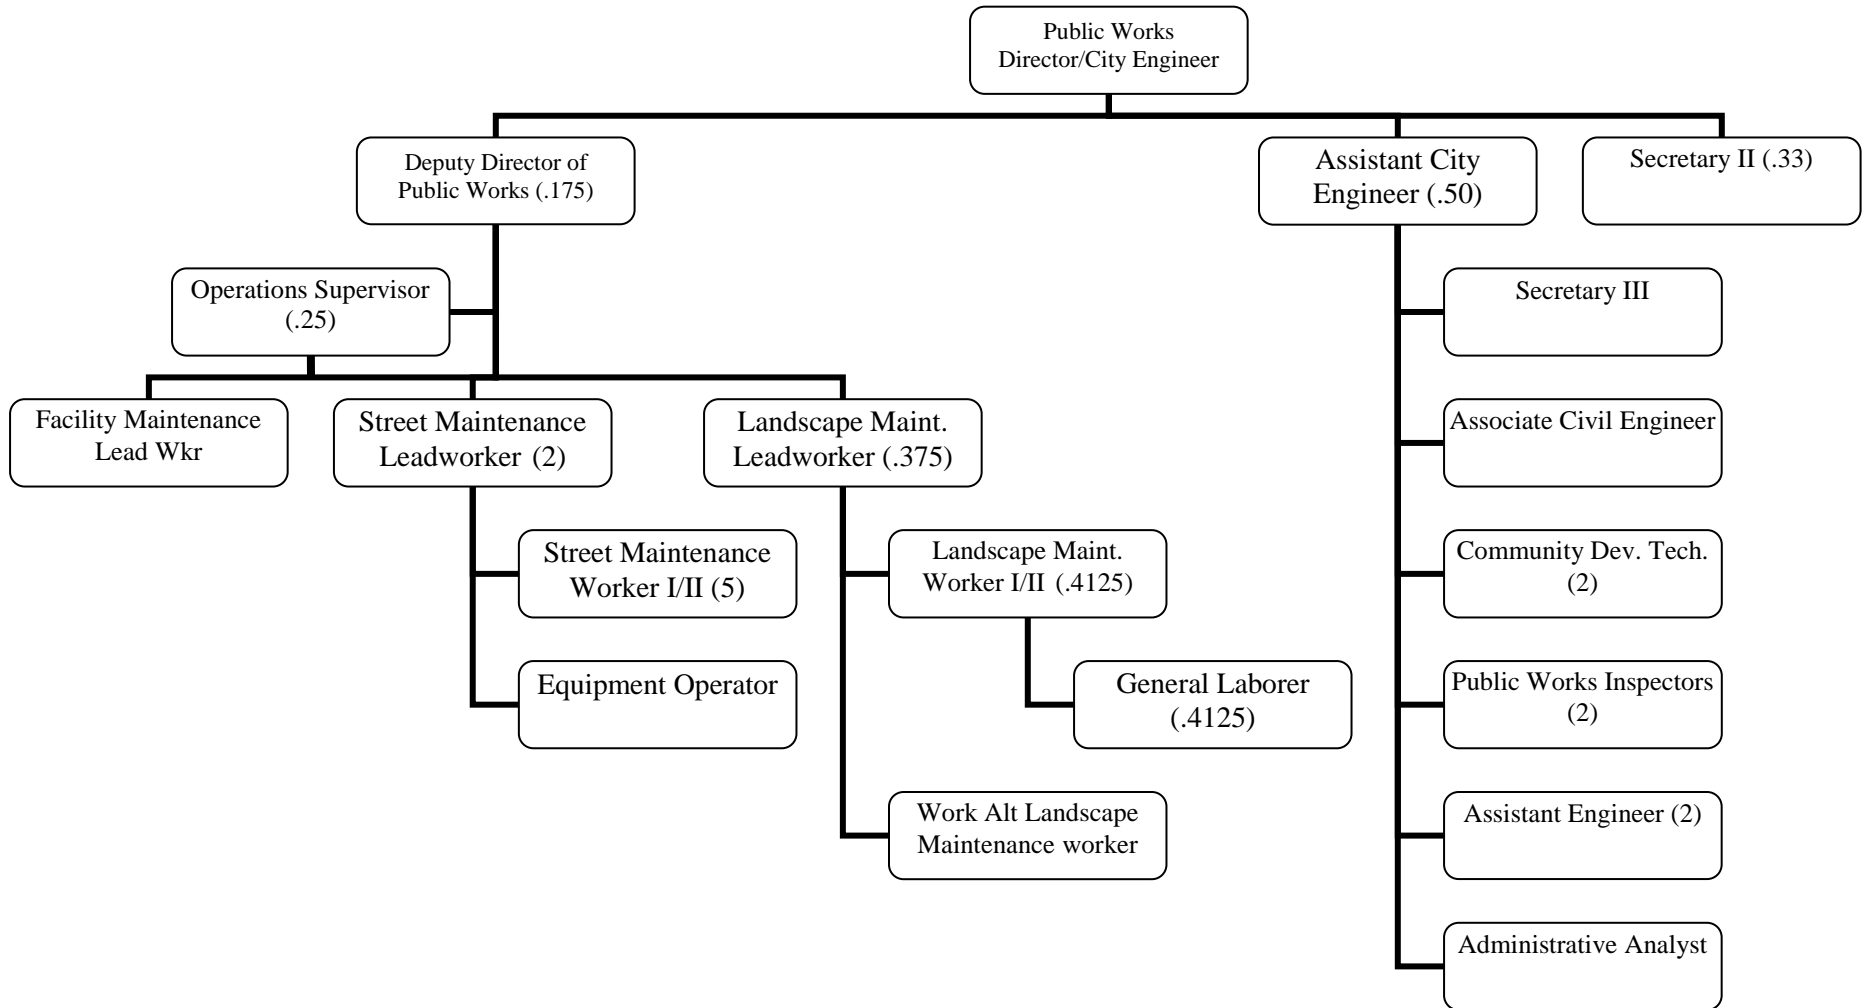 Public Works
Director/City Engineer
Deputy Director of
Public Works (.175)
Assistant City
Engineer (.50)
Secretary II (.33)
Operations Supervisor
(.25)
Secretary III
Facility Maintenance
Lead Wkr
Street Maintenance
Leadworker (2)
Landscape Maint.
Leadworker (.375)
Associate Civil Engineer
Street Maintenance
Worker I/II (5)
Landscape Maint.
Worker I/II (.4125)
Community Dev. Tech.
(2)
Equipment Operator
General Laborer
(.4125)
Public Works Inspectors
(2)
Work Alt Landscape
Maintenance worker
Assistant Engineer (2)
Administrative Analyst